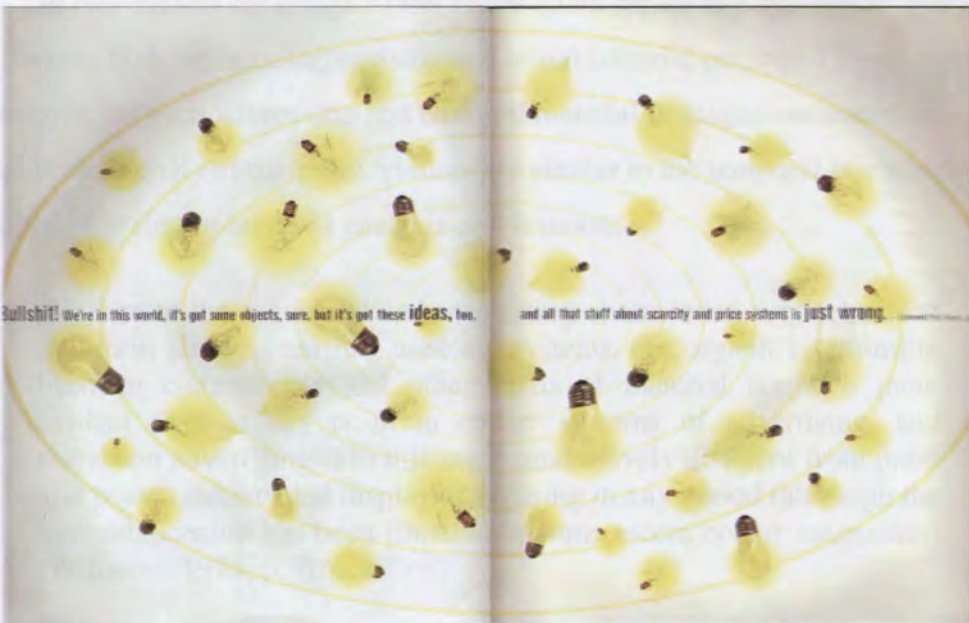 Bullshit! We're in this world, it's got some objects, sure, but it's got these ideas, too. and all that stuff about scarcity and price systems is just wrong.